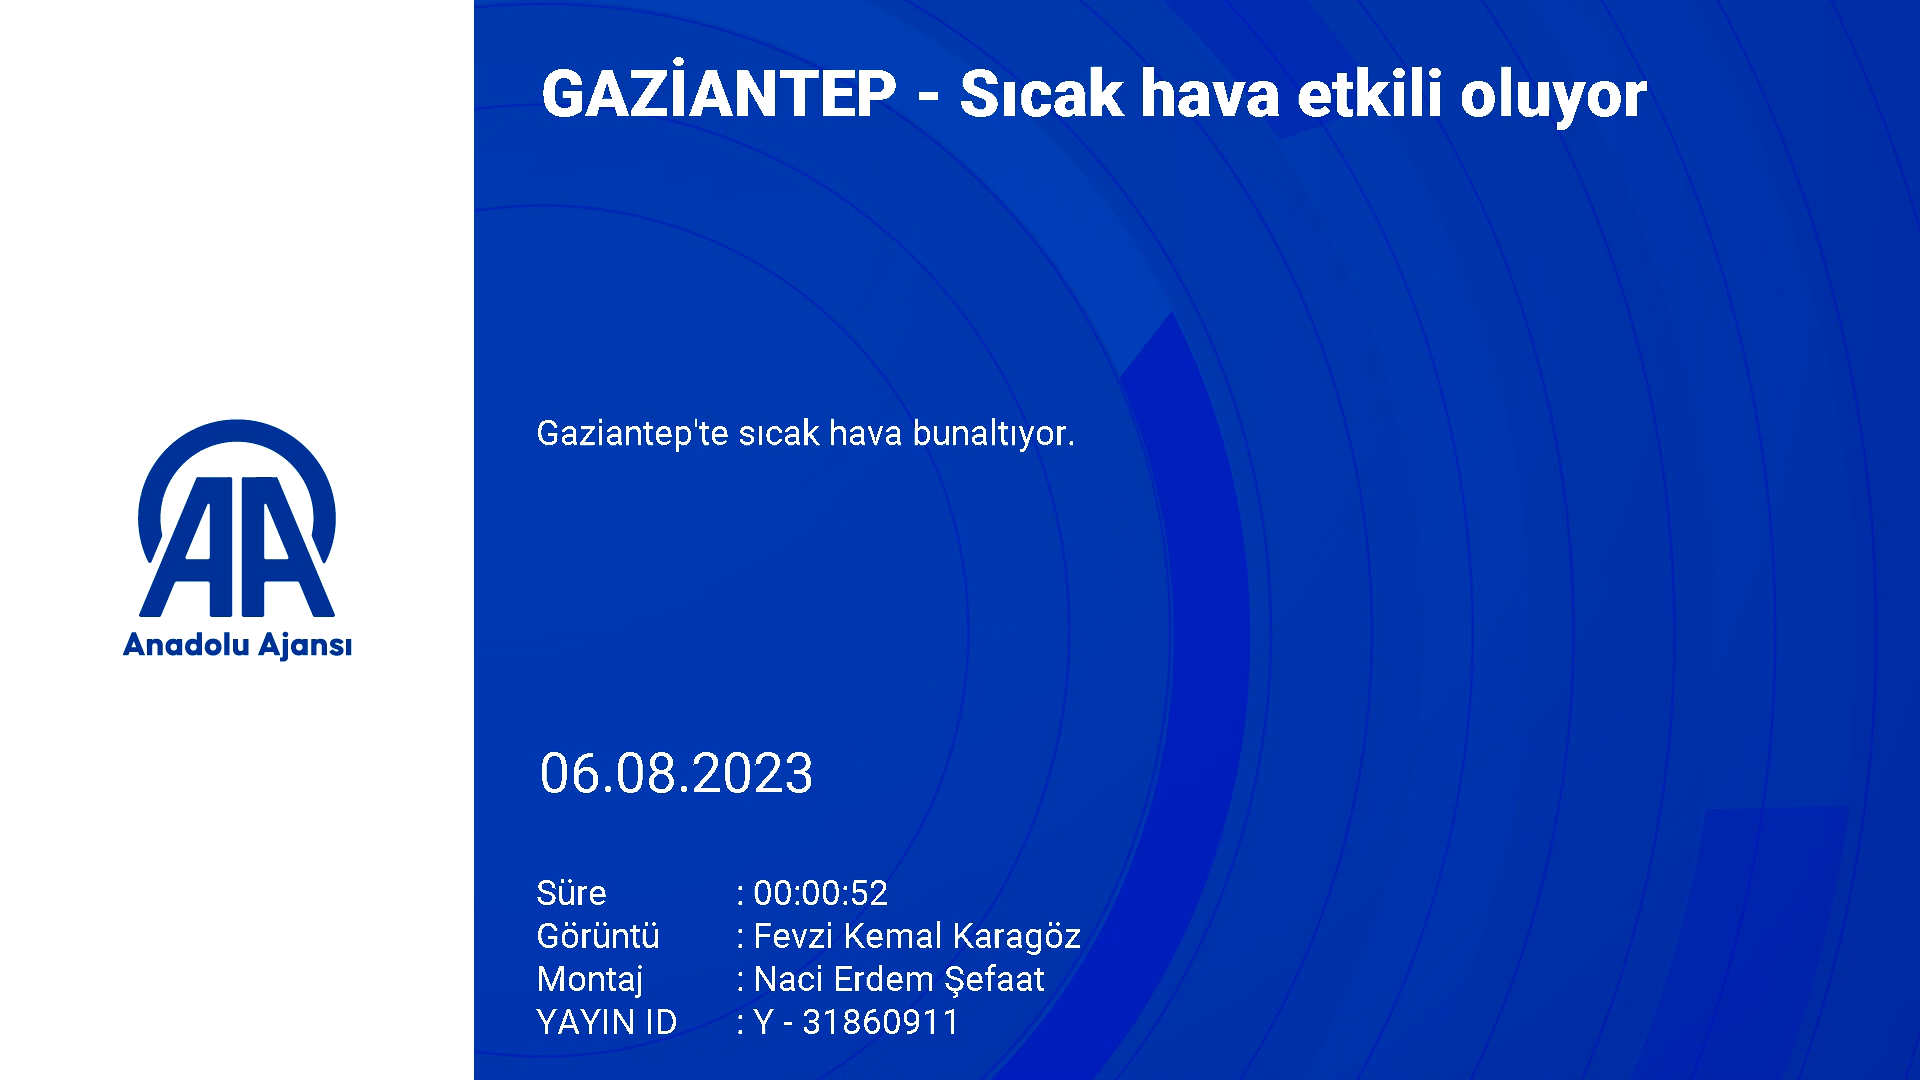 GAZİANTEP - Sıcak hava etkili oluyor
Gaziantep'te sıcak hava bunaltıyor.
AA
Anadolu Ajansı
06.08.2023
Süre : 00:00:52
Görüntü : Fevzi Kemal Karagöz
Montaj : Naci Erdem Şefaat
YAYIN ID : Y - 31860911